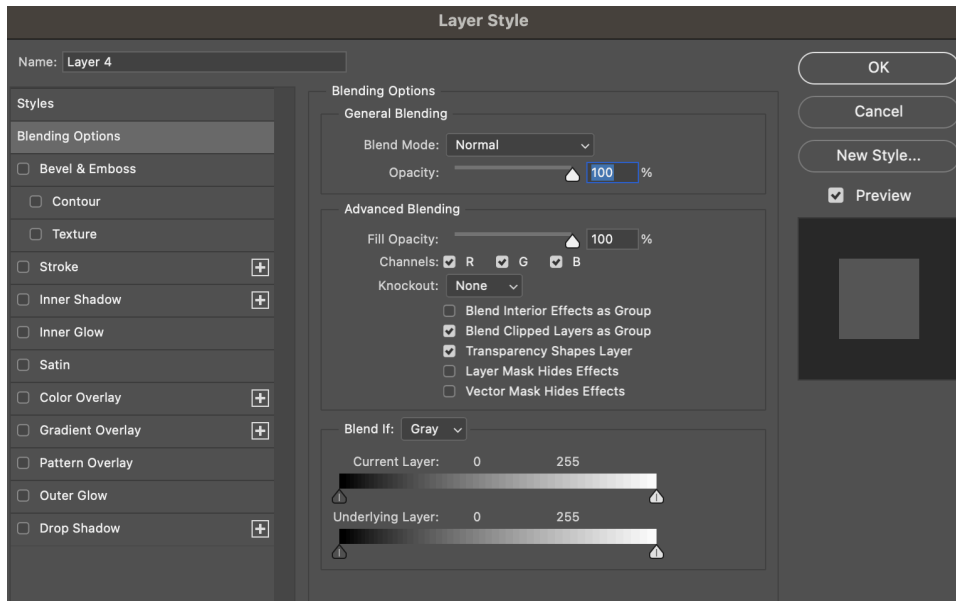 Layer Style
Name: Layer 4
Styles
Blending Options
Bevel & Emboss
Contour
Texture
Stroke
Inner Shadow
Inner Glow
Satin
Color Overlay
Gradient Overlay
Pattern Overlay
Outer Glow
Drop Shadow
Blending Options
General Blending
Blend Mode: Normal
Opacity: 100 %
Advanced Blending
Fill Opacity: 100 %
Channels: R G B
Knockout: None
Blend Interior Effects as Group
Blend Clipped Layers as Group
Transparency Shapes Layer
Layer Mask Hides Effects
Vector Mask Hides Effects
Blend If: Gray
Current Layer: 0 255
Underlying Layer: 0 255
OK
Cancel
New Style...
Preview